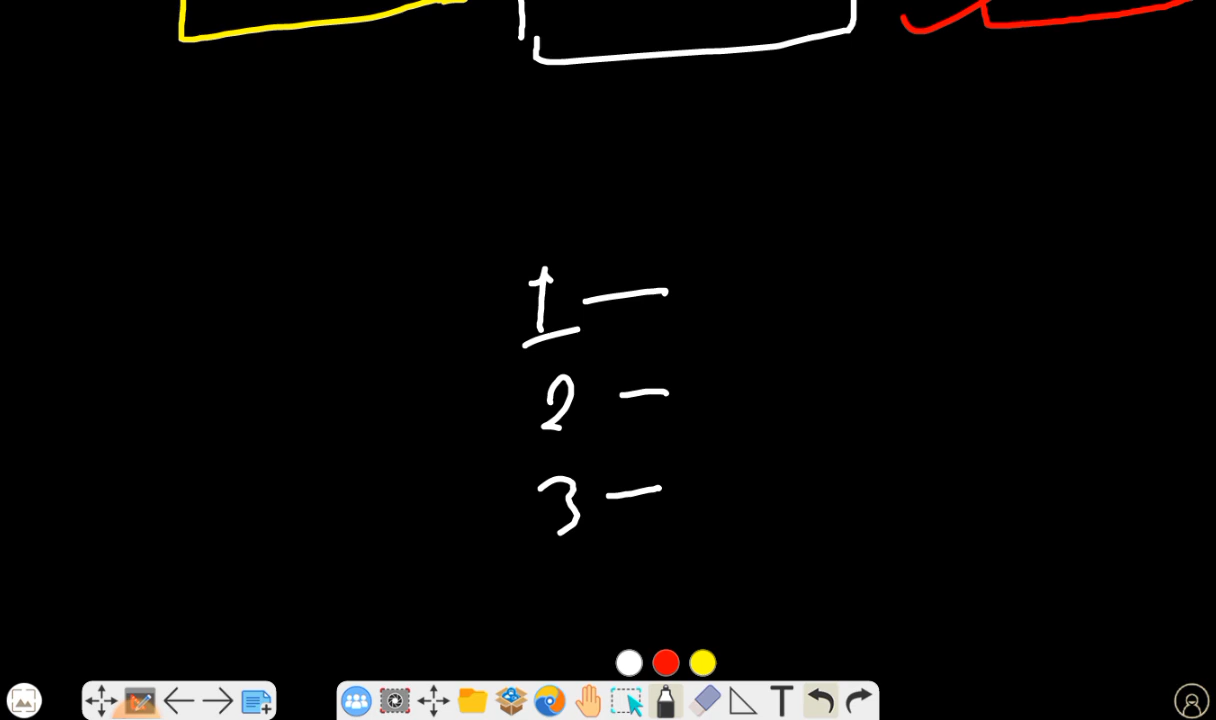 1 —
2 —
3 —